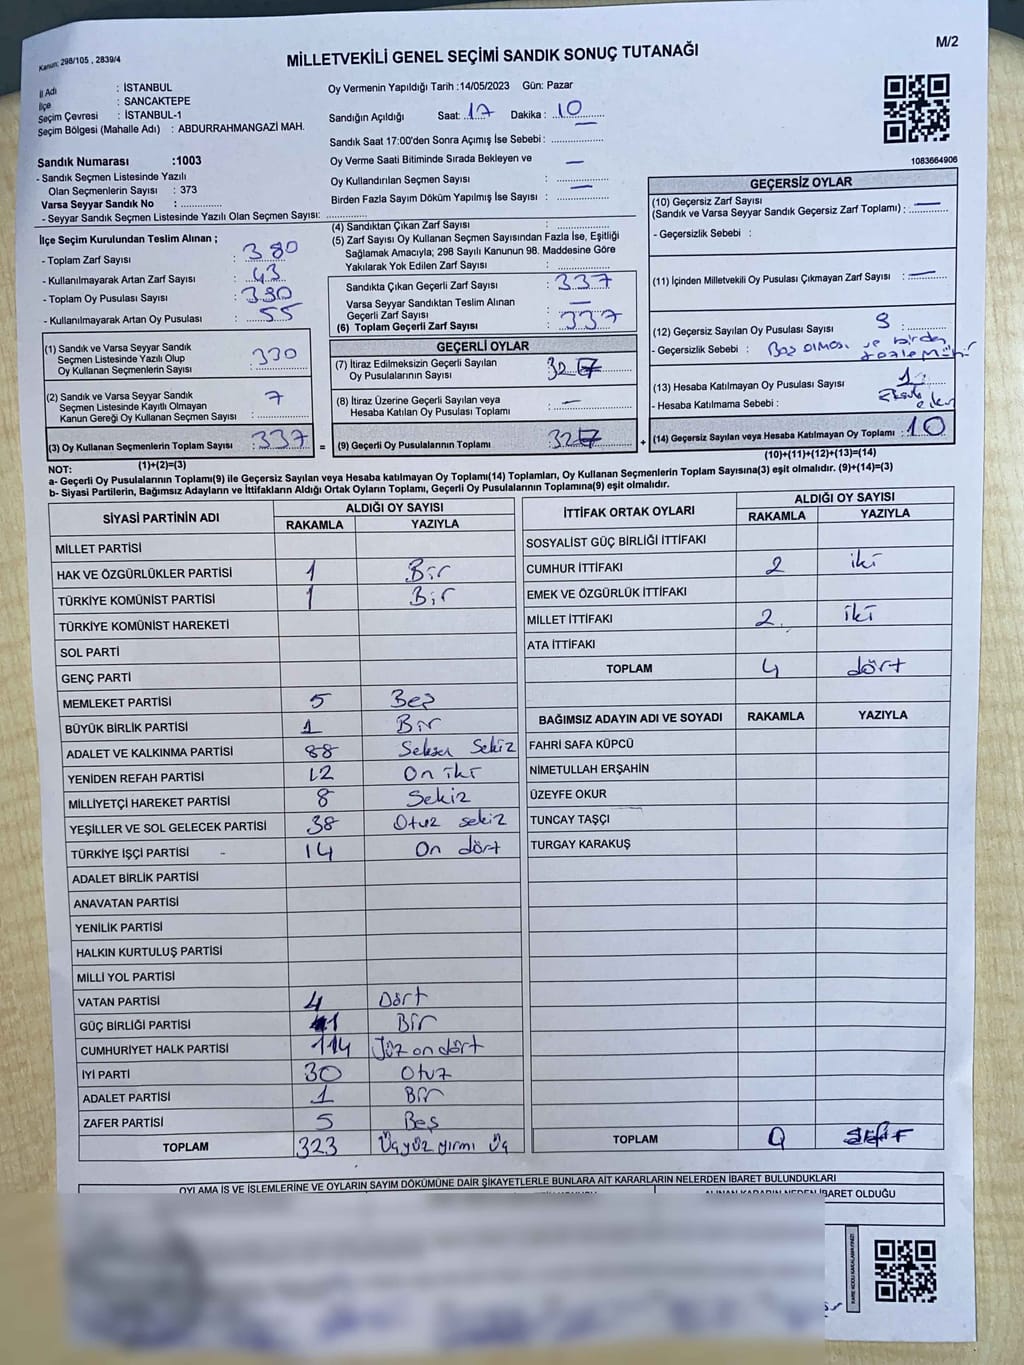 Kanun: 298/105 , 2839/4
M/2
MİLLETVEKİLİ GENEL SEÇİMİ SANDIK SONUÇ TUTANAĞI
İl Adı : İSTANBUL
İlçe : SANCAKTEPE
Seçim Çevresi : İSTANBUL-1
Seçim Bölgesi (Mahalle Adı) : ABDURRAHMANGAZİ MAH.
Sandık Numarası :1003
- Sandık Seçmen Listesinde Yazılı
Olan Seçmenlerin Sayısı : 373
Varsa Seyyar Sandık No :
- Seyyar Sandık Seçmen Listesinde Yazılı Olan Seçmen Sayısı:
Oy Vermenin Yapıldığı Tarih :14/05/2023 Gün: Pazar
Sandığın Açıldığı Saat: 17 Dakika : 10
Sandık Saat 17:00'den Sonra Açımış İse Sebebi :
Oy Verme Saati Bitiminde Sırada Bekleyen ve —
Oy Kullandırılan Seçmen Sayısı :
Birden Fazla Sayım Döküm Yapılmış İse Sayısı : —
1083664906
İlçe Seçim Kurulundan Teslim Alınan ;
- Toplam Zarf Sayısı : 380
- Kullanılmayarak Artan Zarf Sayısı : 43
- Toplam Oy Pusulası Sayısı : 380
- Kullanılmayarak Artan Oy Pusulası : 55
(1) Sandık ve Varsa Seyyar Sandık
Seçmen Listesinde Yazılı Olup
Oy Kullanan Seçmenlerin Sayısı : 330
(2) Sandık ve Varsa Seyyar Sandık
Seçmen Listesinde Kayıtlı Olmayan
Kanun Gereği Oy Kullanan Seçmen Sayısı : 7
(3) Oy Kullanan Seçmenlerin Toplam Sayısı : 337
(1)+(2)=(3)
(4) Sandıktan Çıkan Zarf Sayısı :
(5) Zarf Sayısı Oy Kullanan Seçmen Sayısından Fazla İse, Eşitliği
Sağlamak Amacıyla; 298 Sayılı Kanunun 98. Maddesine Göre
Yakılarak Yok Edilen Zarf Sayısı :
Sandıkta Çıkan Geçerli Zarf Sayısı : 337
Varsa Seyyar Sandıktan Teslim Alınan
Geçerli Zarf Sayısı : —
(6) Toplam Geçerli Zarf Sayısı : 337
GEÇERLİ OYLAR
(7) İtiraz Edilmeksizin Geçerli Sayılan
Oy Pusulalarının Sayısı : 327
(8) İtiraz Üzerine Geçerli Sayılan veya
Hesaba Katılan Oy Pusulası Toplamı : —
= (9) Geçerli Oy Pusulalarının Toplamı : 327
GEÇERSİZ OYLAR
(10) Geçersiz Zarf Sayısı
(Sandık ve Varsa Seyyar Sandık Geçersiz Zarf Toplamı) : —
- Geçersizlik Sebebi :
(11) İçinden Milletvekili Oy Pusulası Çıkmayan Zarf Sayısı : —
(12) Geçersiz Sayılan Oy Pusulası Sayısı : 9
- Geçersizlik Sebebi : Boş olması ve birden
(13) Hesaba Katılmayan Oy Pusulası Sayısı : 1
- Hesaba Katılmama Sebebi :
+ (14) Geçersiz Sayılan veya Hesaba Katılmayan Oy Toplamı : 10
(10)+(11)+(12)+(13)=(14)
NOT:
a- Geçerli Oy Pusulalarının Toplamı(9) ile Geçersiz Sayılan veya Hesaba katılmayan Oy Toplamı(14) Toplamları, Oy Kullanan Seçmenlerin Toplam Sayısına(3) eşit olmalıdır. (9)+(14)=(3)
b- Siyasi Partilerin, Bağımsız Adayların ve İttifakların Aldığı Ortak Oyların Toplamı, Geçerli Oy Pusulalarının Toplamına(9) eşit olmalıdır.
SİYASİ PARTİNİN ADI ALDIĞI OY SAYISI
RAKAMLA YAZIYLA
MİLLET PARTİSİ
HAK VE ÖZGÜRLÜKLER PARTİSİ 1 Bir
TÜRKİYE KOMÜNİST PARTİSİ 1 Bir
TÜRKİYE KOMÜNİST HAREKETİ
SOL PARTİ
GENÇ PARTİ
MEMLEKET PARTİSİ 5 Beş
BÜYÜK BİRLİK PARTİSİ 1 Bir
ADALET VE KALKINMA PARTİSİ 88 Seksen Sekiz
YENİDEN REFAH PARTİSİ 12 On iki
MİLLİYETÇİ HAREKET PARTİSİ 8 Sekiz
YEŞİLLER VE SOL GELECEK PARTİSİ 38 Otuz sekiz
TÜRKİYE İŞÇİ PARTİSİ - 14 On dört
ADALET BİRLİK PARTİSİ
ANAVATAN PARTİSİ
YENİLİK PARTİSİ
HALKIN KURTULUŞ PARTİSİ
MİLLİ YOL PARTİSİ
VATAN PARTİSİ 4 Dört
GÜÇ BİRLİĞİ PARTİSİ 1 Bir
CUMHURİYET HALK PARTİSİ 114 Yüz on dört
İYİ PARTİ 30 Otuz
ADALET PARTİSİ 1 Bir
ZAFER PARTİSİ 5 Beş
TOPLAM 323 Üçyüz yirmi Üç
İTTİFAK ORTAK OYLARI ALDIĞI OY SAYISI
RAKAMLA YAZIYLA
SOSYALİST GÜÇ BİRLİĞİ İTTİFAKI
CUMHUR İTTİFAKI 2 iki
EMEK VE ÖZGÜRLÜK İTTİFAKI
MİLLET İTTİFAKI 2 iki
ATA İTTİFAKI
TOPLAM 4 dört
BAĞIMSIZ ADAYIN ADI VE SOYADI RAKAMLA YAZIYLA
FAHRİ SAFA KÜPCÜ
NİMETULLAH ERŞAHİN
ÜZEYFE OKUR
TUNCAY TAŞÇI
TURGAY KARAKUŞ
TOPLAM 0 Sıfır
OYLAMA İŞ VE İŞLEMLERİNE VE OYLARIN SAYIM DÖKÜMÜNE DAİR ŞİKAYETLERLE BUNLARA AİT KARARLARIN NELERDEN İBARET BULUNDUKLARI
ALINAN KARARIN NEDEN İBARET OLDUĞU